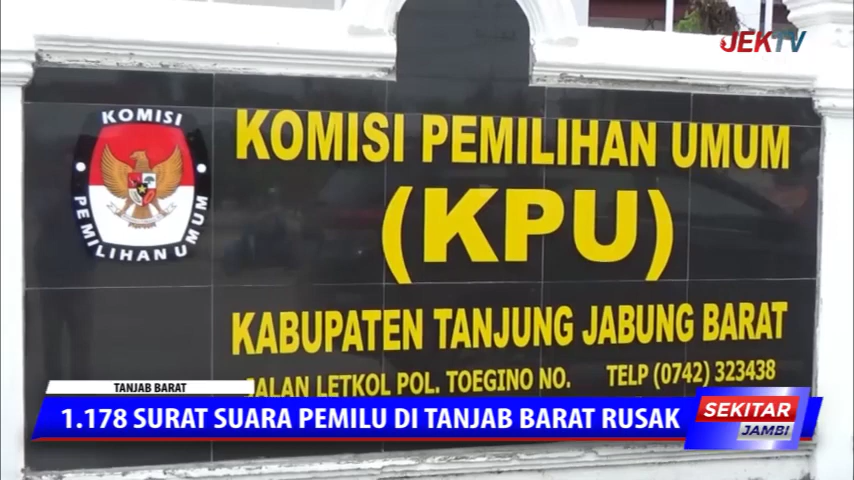 JEKTV
KOMISI
PEMILIHAN UMUM
KOMISI PEMILIHAN UMUM
(KPU)
KABUPATEN TANJUNG JABUNG BARAT
JALAN LETKOL POL. TOEGINO NO. TELP (0742) 323438
TANJAB BARAT
1.178 SURAT SUARA PEMILU DI TANJAB BARAT RUSAK
SEKITAR
JAMBI